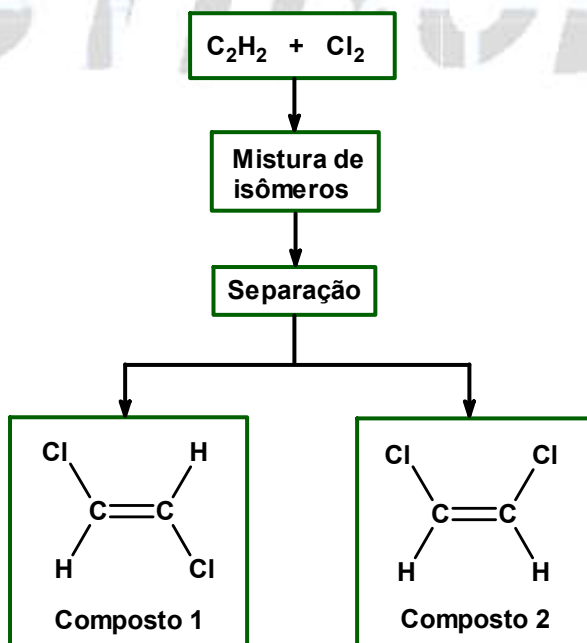 C₂H₂ + Cl₂
Mistura de
isômeros
Separação
Cl H
C C
H Cl
Composto 1
Cl Cl
C C
H H
Composto 2